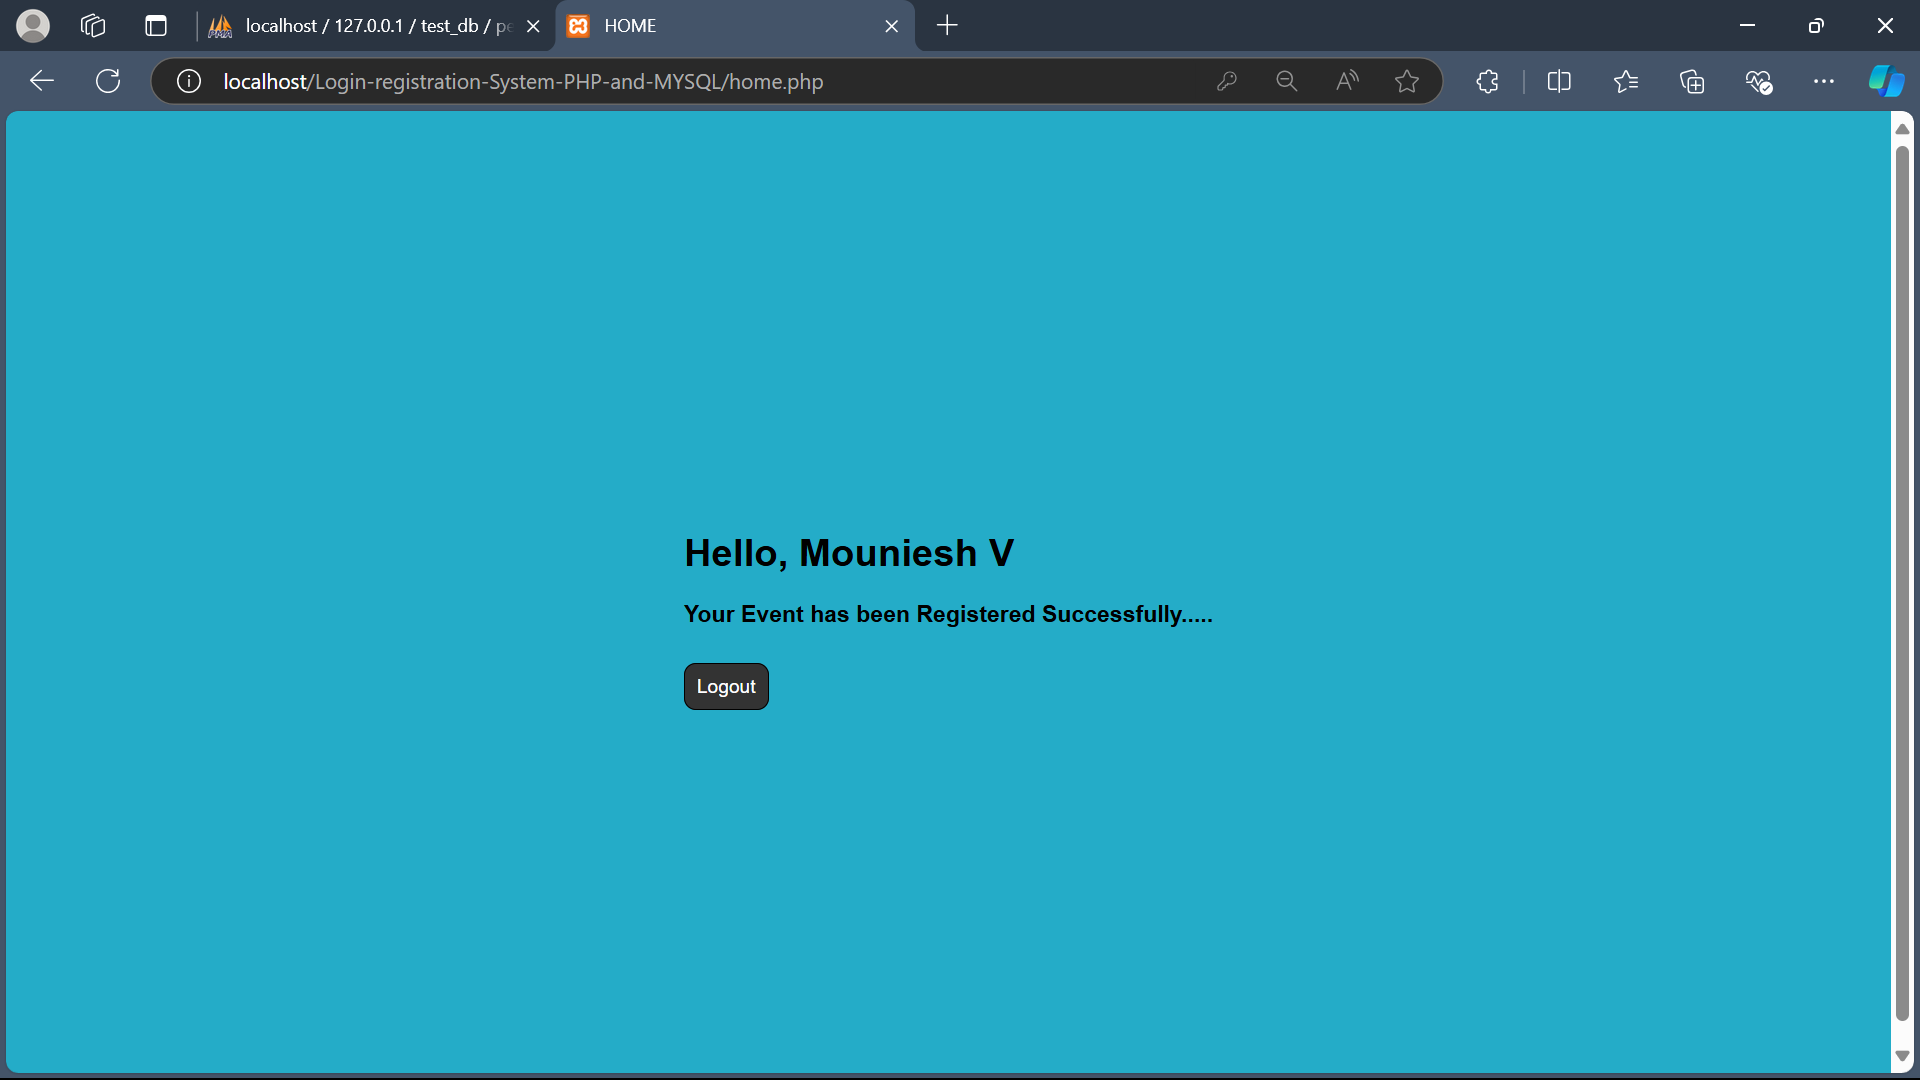 localhost / 127.0.0.1 / test_db / pe
HOME
localhost/Login-registration-System-PHP-and-MYSQL/home.php
Hello, Mouniesh V
Your Event has been Registered Successfully.....
Logout